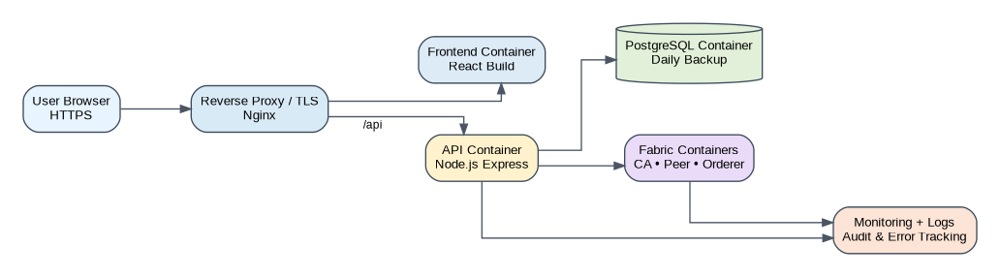 User Browser
HTTPS
Reverse Proxy / TLS
Nginx
/api
Frontend Container
React Build
API Container
Node.js Express
PostgreSQL Container
Daily Backup
Fabric Containers
CA • Peer • Orderer
Monitoring + Logs
Audit & Error Tracking